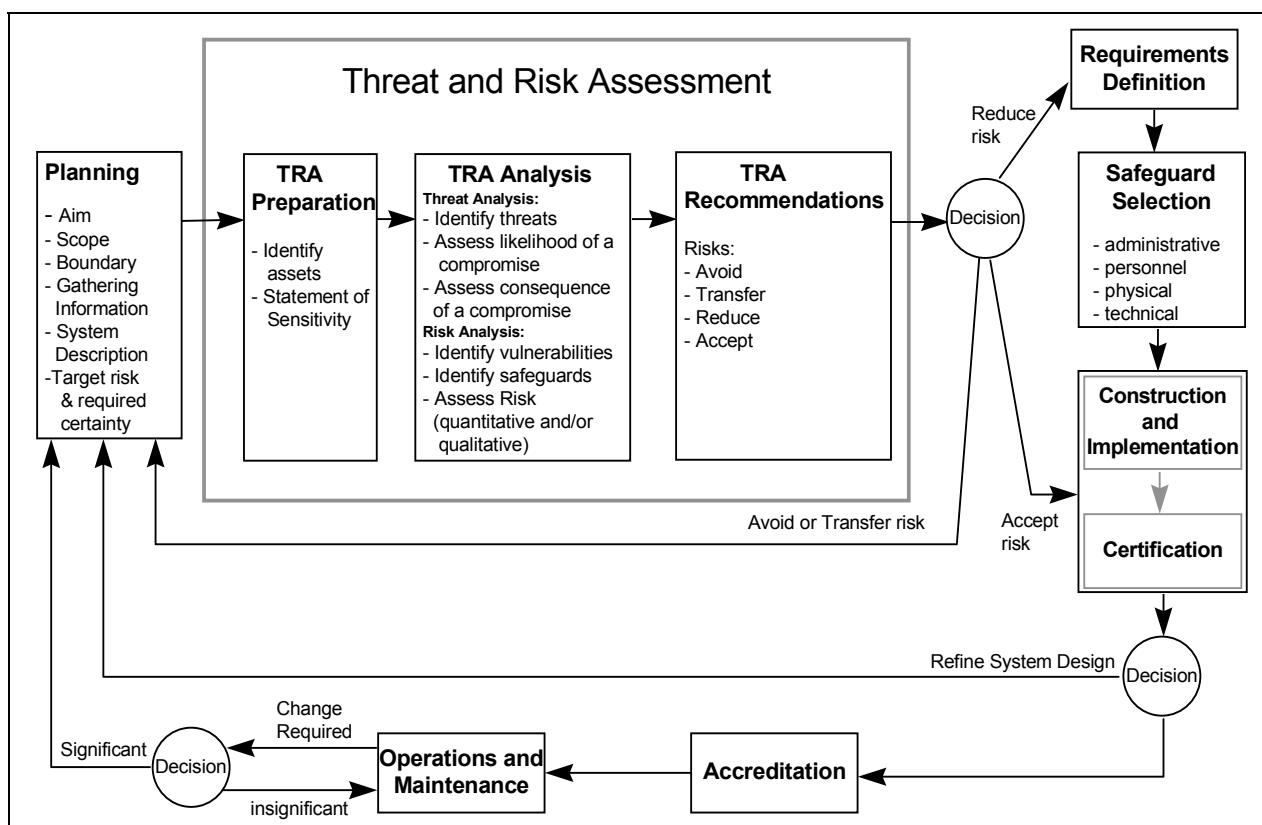 Threat and Risk Assessment
Planning
- Aim
- Scope
- Boundary
- Gathering
Information
- System
Description
-Target risk
& required
certainty
TRA
Preparation
- Identify
assets
- Statement of
Sensitivity
TRA Analysis
Threat Analysis:
- Identify threats
- Assess likelihood of a
compromise
- Assess consequence
of a compromise
Risk Analysis:
- Identify vulnerabilities
- Identify safeguards
- Assess Risk
(quantitative and/or
qualitative)
TRA
Recommendations
Risks:
- Avoid
- Transfer
- Reduce
- Accept
Decision
Reduce
risk
Requirements
Definition
Safeguard
Selection
- administrative
- personnel
- physical
- technical
Construction
and
Implementation
Certification
Accept
risk
Avoid or Transfer risk
Decision
Refine System Design
Accreditation
Operations and
Maintenance
Change
Required
Decision
Significant
insignificant